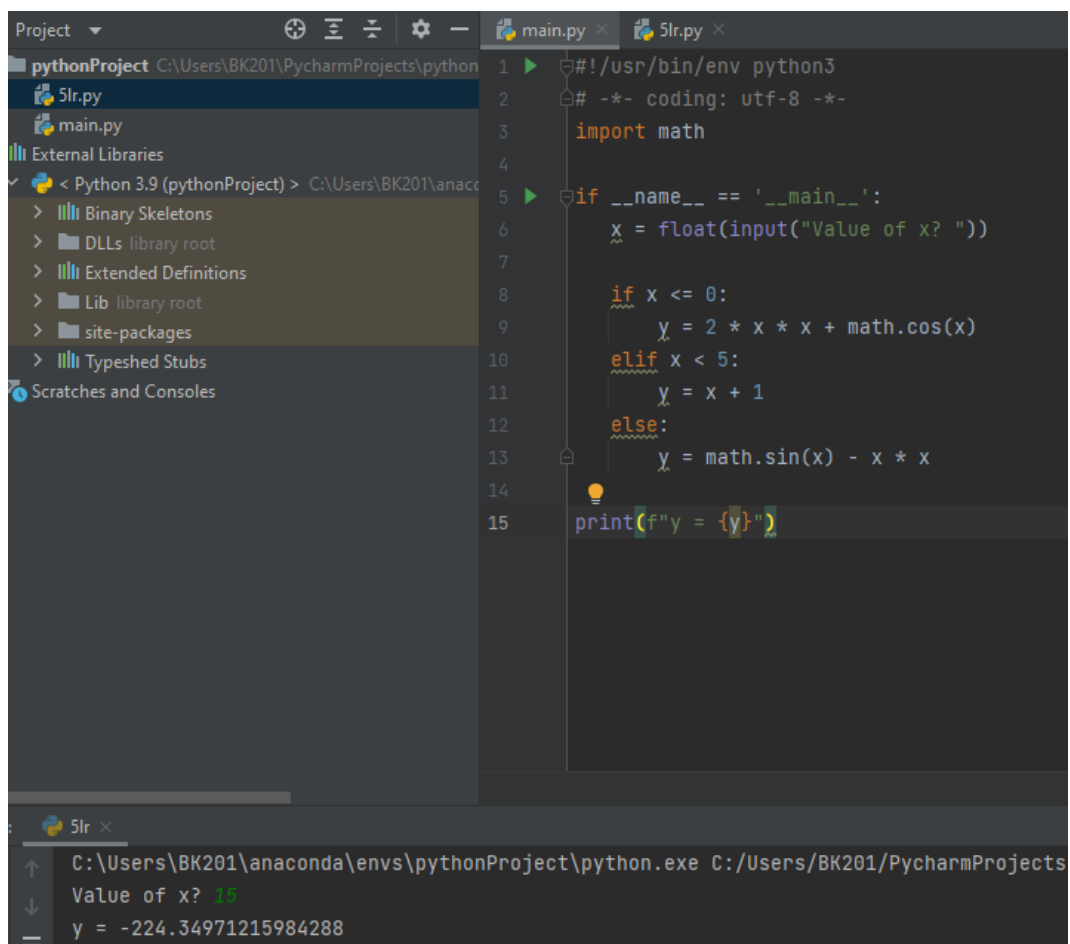 Project
main.py
5lr.py
pythonProject C:\Users\BK201\PycharmProjects\python
5lr.py
main.py
External Libraries
< Python 3.9 (pythonProject) > C:\Users\BK201\anaco
Binary Skeletons
DLLs library root
Extended Definitions
Lib library root
site-packages
Typeshed Stubs
Scratches and Consoles
1 #!/usr/bin/env python3
2 # -*- coding: utf-8 -*-
3 import math
4
5 if __name__ == '__main__':
6 x = float(input("Value of x? "))
7
8 if x <= 0:
9 y = 2 * x * x + math.cos(x)
10 elif x < 5:
11 y = x + 1
12 else:
13 y = math.sin(x) - x * x
14
15 print(f"y = {y}")
: 5lr
C:\Users\BK201\anaconda\envs\pythonProject\python.exe C:/Users/BK201/PycharmProjects
Value of x? 15
y = -224.34971215984288